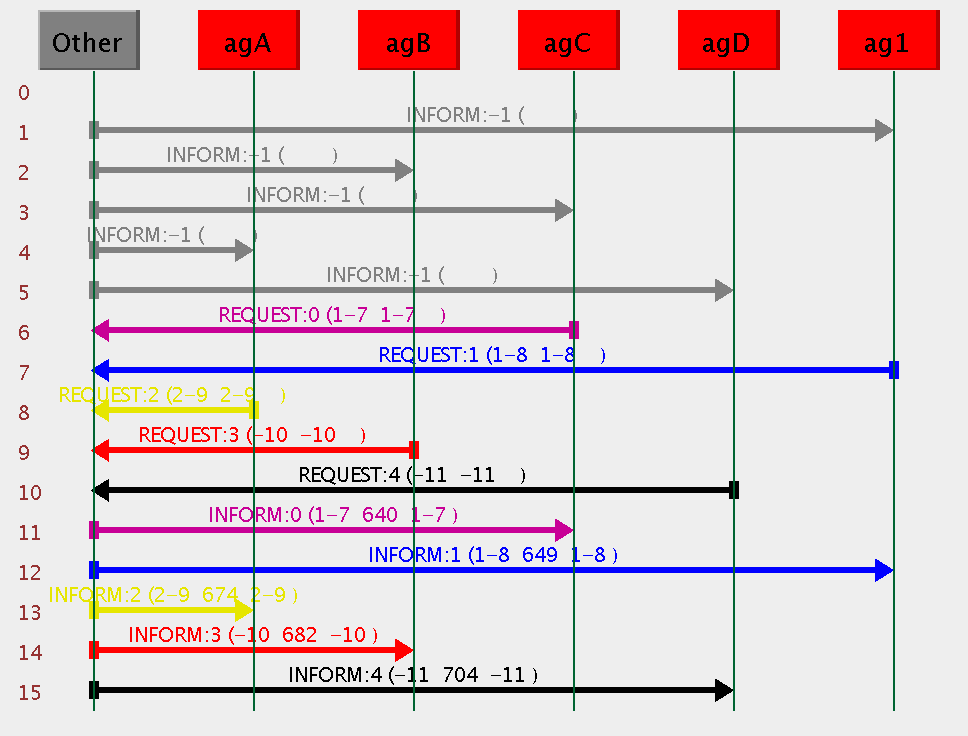 Other agA agB agC agD ag1
0
INFORM:-1 ( )
1
INFORM:-1 ( )
2
INFORM:-1 ( )
3
INFORM:-1 ( )
4
INFORM:-1 ( )
5
REQUEST:0 (1-7 1-7 )
6
REQUEST:1 (1-8 1-8 )
7
REQUEST:2 (2-9 2-9 )
8
REQUEST:3 (-10 -10 )
9
REQUEST:4 (-11 -11 )
10
INFORM:0 (1-7 640 1-7 )
11
INFORM:1 (1-8 649 1-8 )
12
INFORM:2 (2-9 674 2-9 )
13
INFORM:3 (-10 682 -10 )
14
INFORM:4 (-11 704 -11 )
15